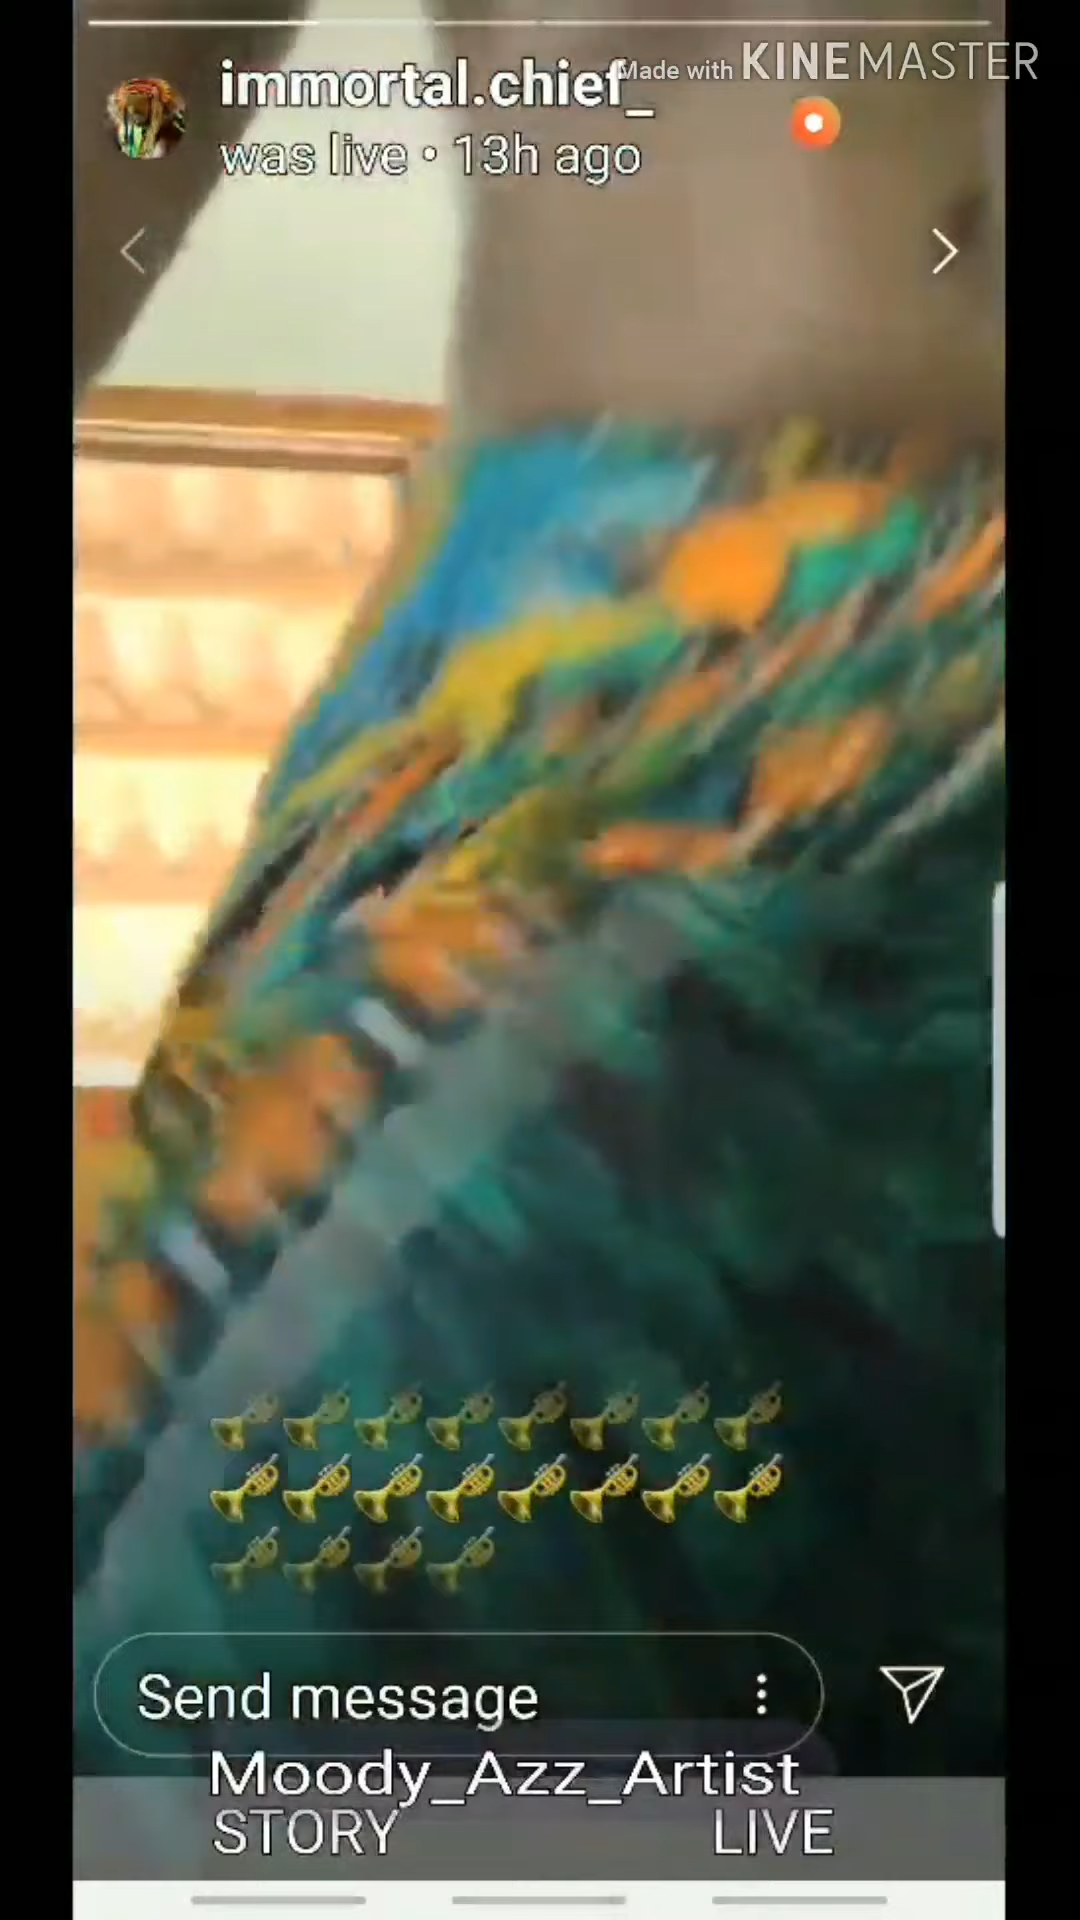 immortal.chief_
Made with KINEMASTER
was live • 13h ago
Send message
Moody_Azz_Artist
STORY LIVE